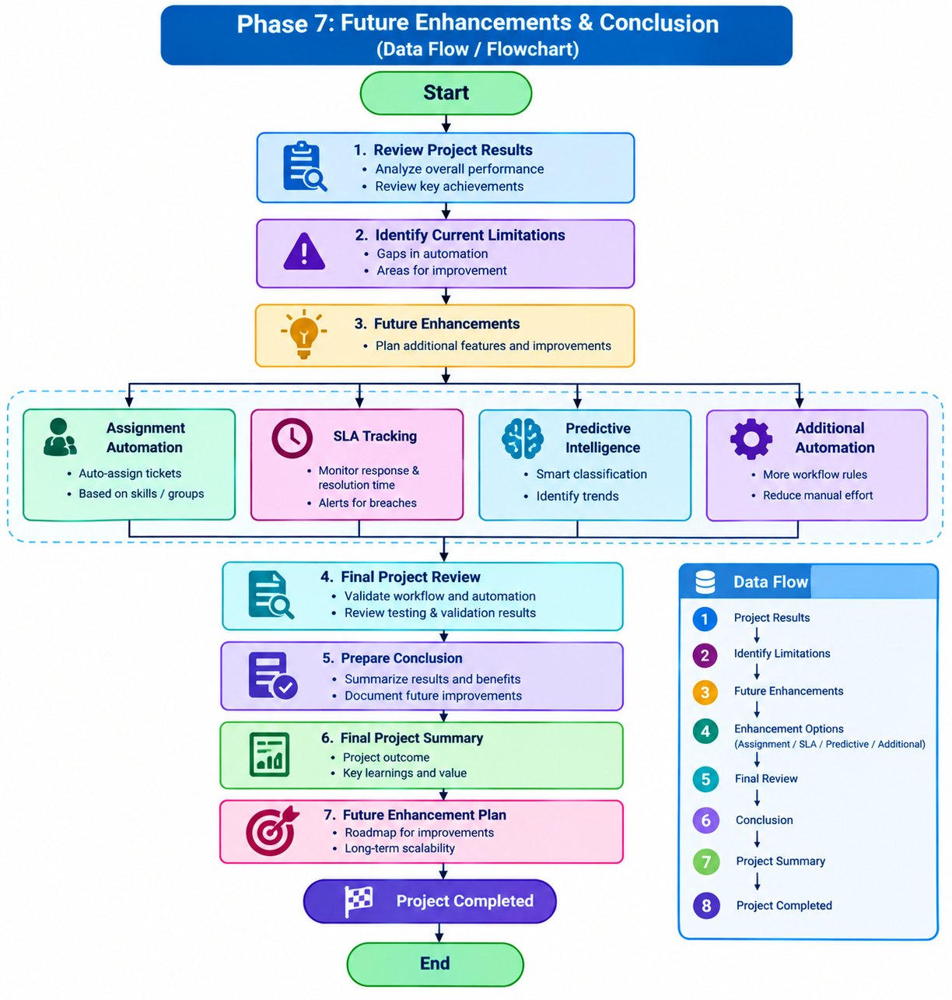 Phase 7: Future Enhancements & Conclusion
(Data Flow / Flowchart)
Start
1. Review Project Results
• Analyze overall performance
• Review key achievements
2. Identify Current Limitations
• Gaps in automation
• Areas for improvement
3. Future Enhancements
• Plan additional features and improvements
Assignment
Automation
• Auto-assign tickets
• Based on skills / groups
SLA Tracking
• Monitor response &
resolution time
• Alerts for breaches
Predictive
Intelligence
• Smart classification
• Identify trends
Additional
Automation
• More workflow rules
• Reduce manual effort
4. Final Project Review
• Validate workflow and automation
• Review testing & validation results
5. Prepare Conclusion
• Summarize results and benefits
• Document future improvements
6. Final Project Summary
• Project outcome
• Key learnings and value
7. Future Enhancement Plan
• Roadmap for improvements
• Long-term scalability
Project Completed
End
Data Flow
1 Project Results
2 Identify Limitations
3 Future Enhancements
4 Enhancement Options
(Assignment / SLA / Predictive / Additional)
5 Final Review
6 Conclusion
7 Project Summary
8 Project Completed